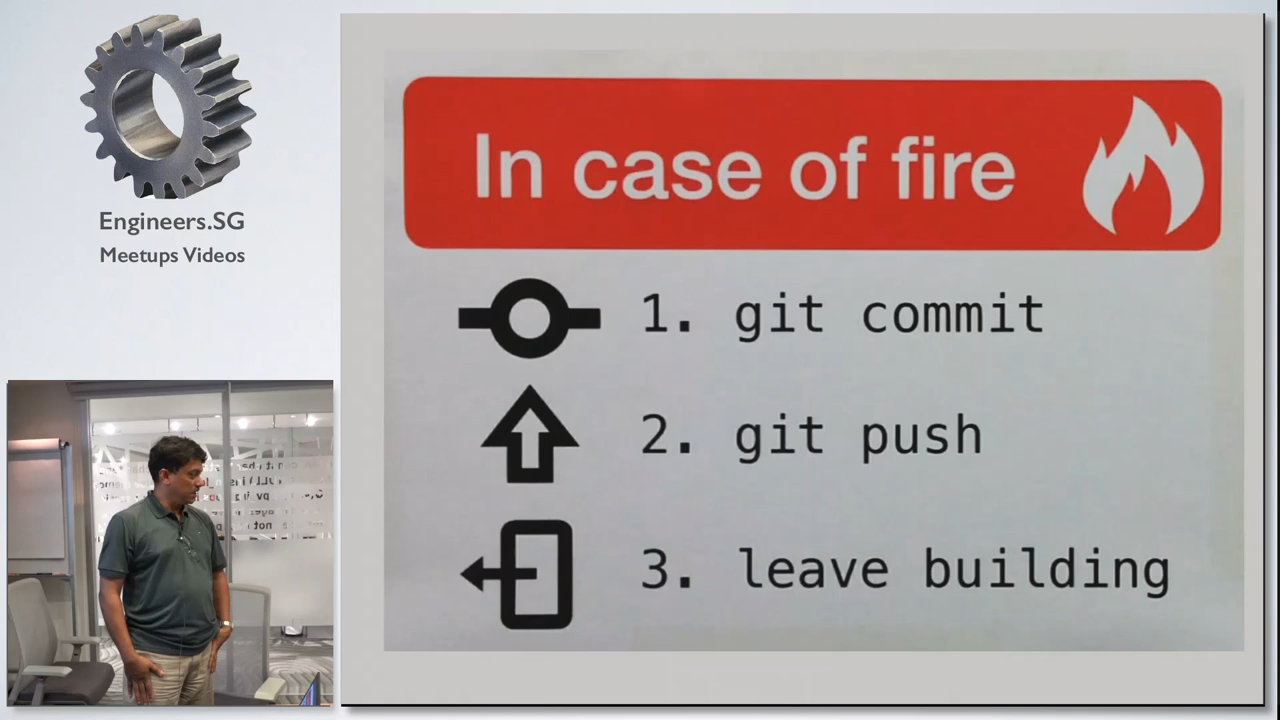 Engineers.SG
Meetups Videos
In case of fire
1. git commit
2. git push
3. leave building